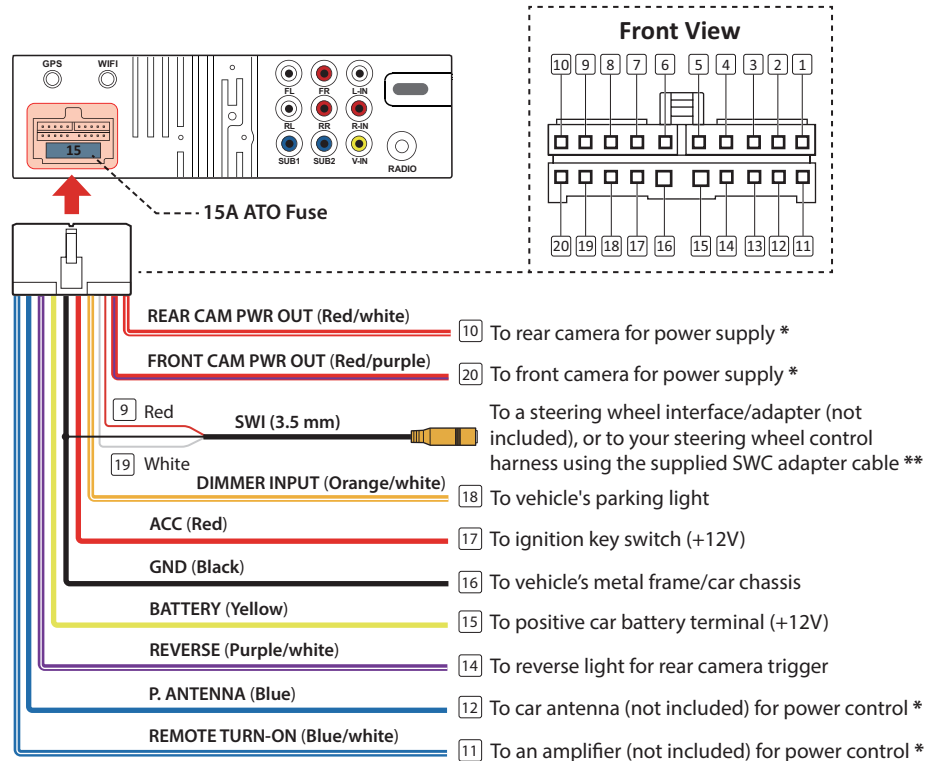 Front View
10 9 8 7 6 5 4 3 2 1
20 19 18 17 16 15 14 13 12 11
GPS WIFI
FL FR L-IN
RL RR R-IN
SUB1 SUB2 V-IN
RADIO
15
15A ATO Fuse
REAR CAM PWR OUT (Red/white)
10 To rear camera for power supply *
FRONT CAM PWR OUT (Red/purple)
20 To front camera for power supply *
9 Red
SWI (3.5 mm)
19 White
To a steering wheel interface/adapter (not
included), or to your steering wheel control
harness using the supplied SWC adapter cable **
DIMMER INPUT (Orange/white)
18 To vehicle's parking light
ACC (Red)
17 To ignition key switch (+12V)
GND (Black)
16 To vehicle’s metal frame/car chassis
BATTERY (Yellow)
15 To positive car battery terminal (+12V)
REVERSE (Purple/white)
14 To reverse light for rear camera trigger
P. ANTENNA (Blue)
12 To car antenna (not included) for power control *
REMOTE TURN-ON (Blue/white)
11 To an amplifier (not included) for power control *